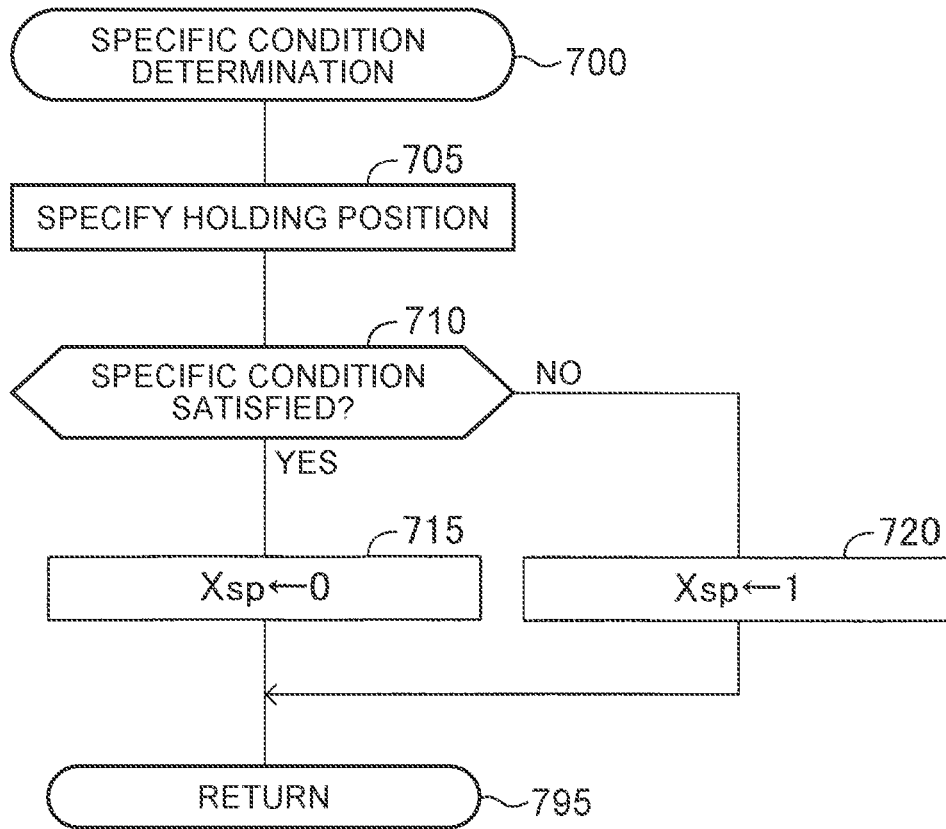 SPECIFIC CONDITION
DETERMINATION
700
705
SPECIFY HOLDING POSITION
710
SPECIFIC CONDITION
SATISFIED?
NO
YES
715
Xsp←0
720
Xsp←1
RETURN
795